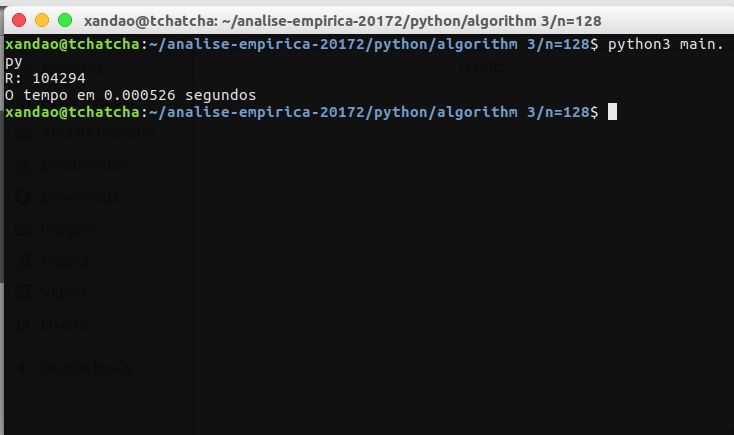 xandao@tchatcha: ~/analise-empirica-20172/python/algorithm 3/n=128
xandao@tchatcha:~/analise-empirica-20172/python/algorithm 3/n=128$ python3 main.
py
R: 104294
O tempo em 0.000526 segundos
xandao@tchatcha:~/analise-empirica-20172/python/algorithm 3/n=128$
Recentes
results
Área de trabalho
Documentos
Downloads
Imagens
Música
Vídeos
Lixeira
Outros locais